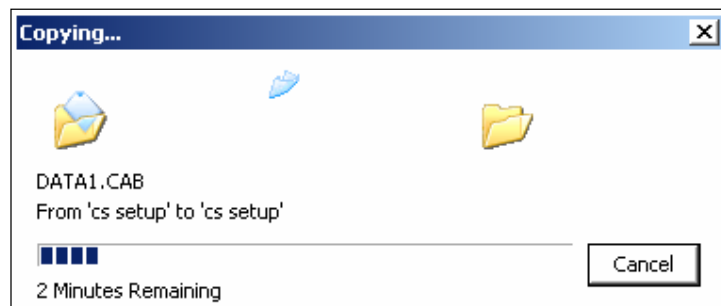 Copying...
DATA1.CAB
From 'cs setup' to 'cs setup'
Cancel
2 Minutes Remaining